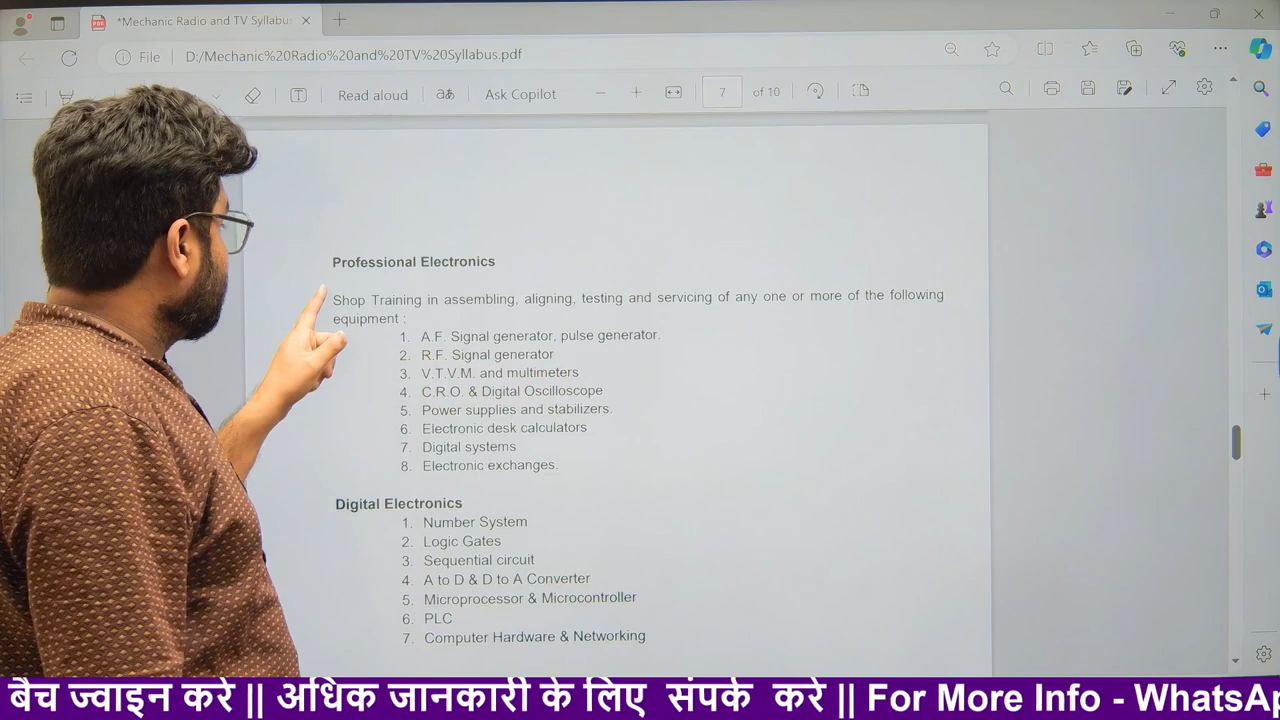 *Mechanic Radio and TV Syllabus
File D:/Mechanic%20Radio%20and%20TV%20Syllabus.pdf
Read aloud aあ Ask Copilot 7 of 10
Professional Electronics
Shop Training in assembling, aligning, testing and servicing of any one or more of the following
equipment :
1. A.F. Signal generator, pulse generator.
2. R.F. Signal generator
3. V.T.V.M. and multimeters
4. C.R.O. & Digital Oscilloscope
5. Power supplies and stabilizers.
6. Electronic desk calculators
7. Digital systems
8. Electronic exchanges.
Digital Electronics
1. Number System
2. Logic Gates
3. Sequential circuit
4. A to D & D to A Converter
5. Microprocessor & Microcontroller
6. PLC
7. Computer Hardware & Networking
बैच ज्वाइन करे || अधिक जानकारी के लिए संपर्क करे || For More Info - WhatsAp